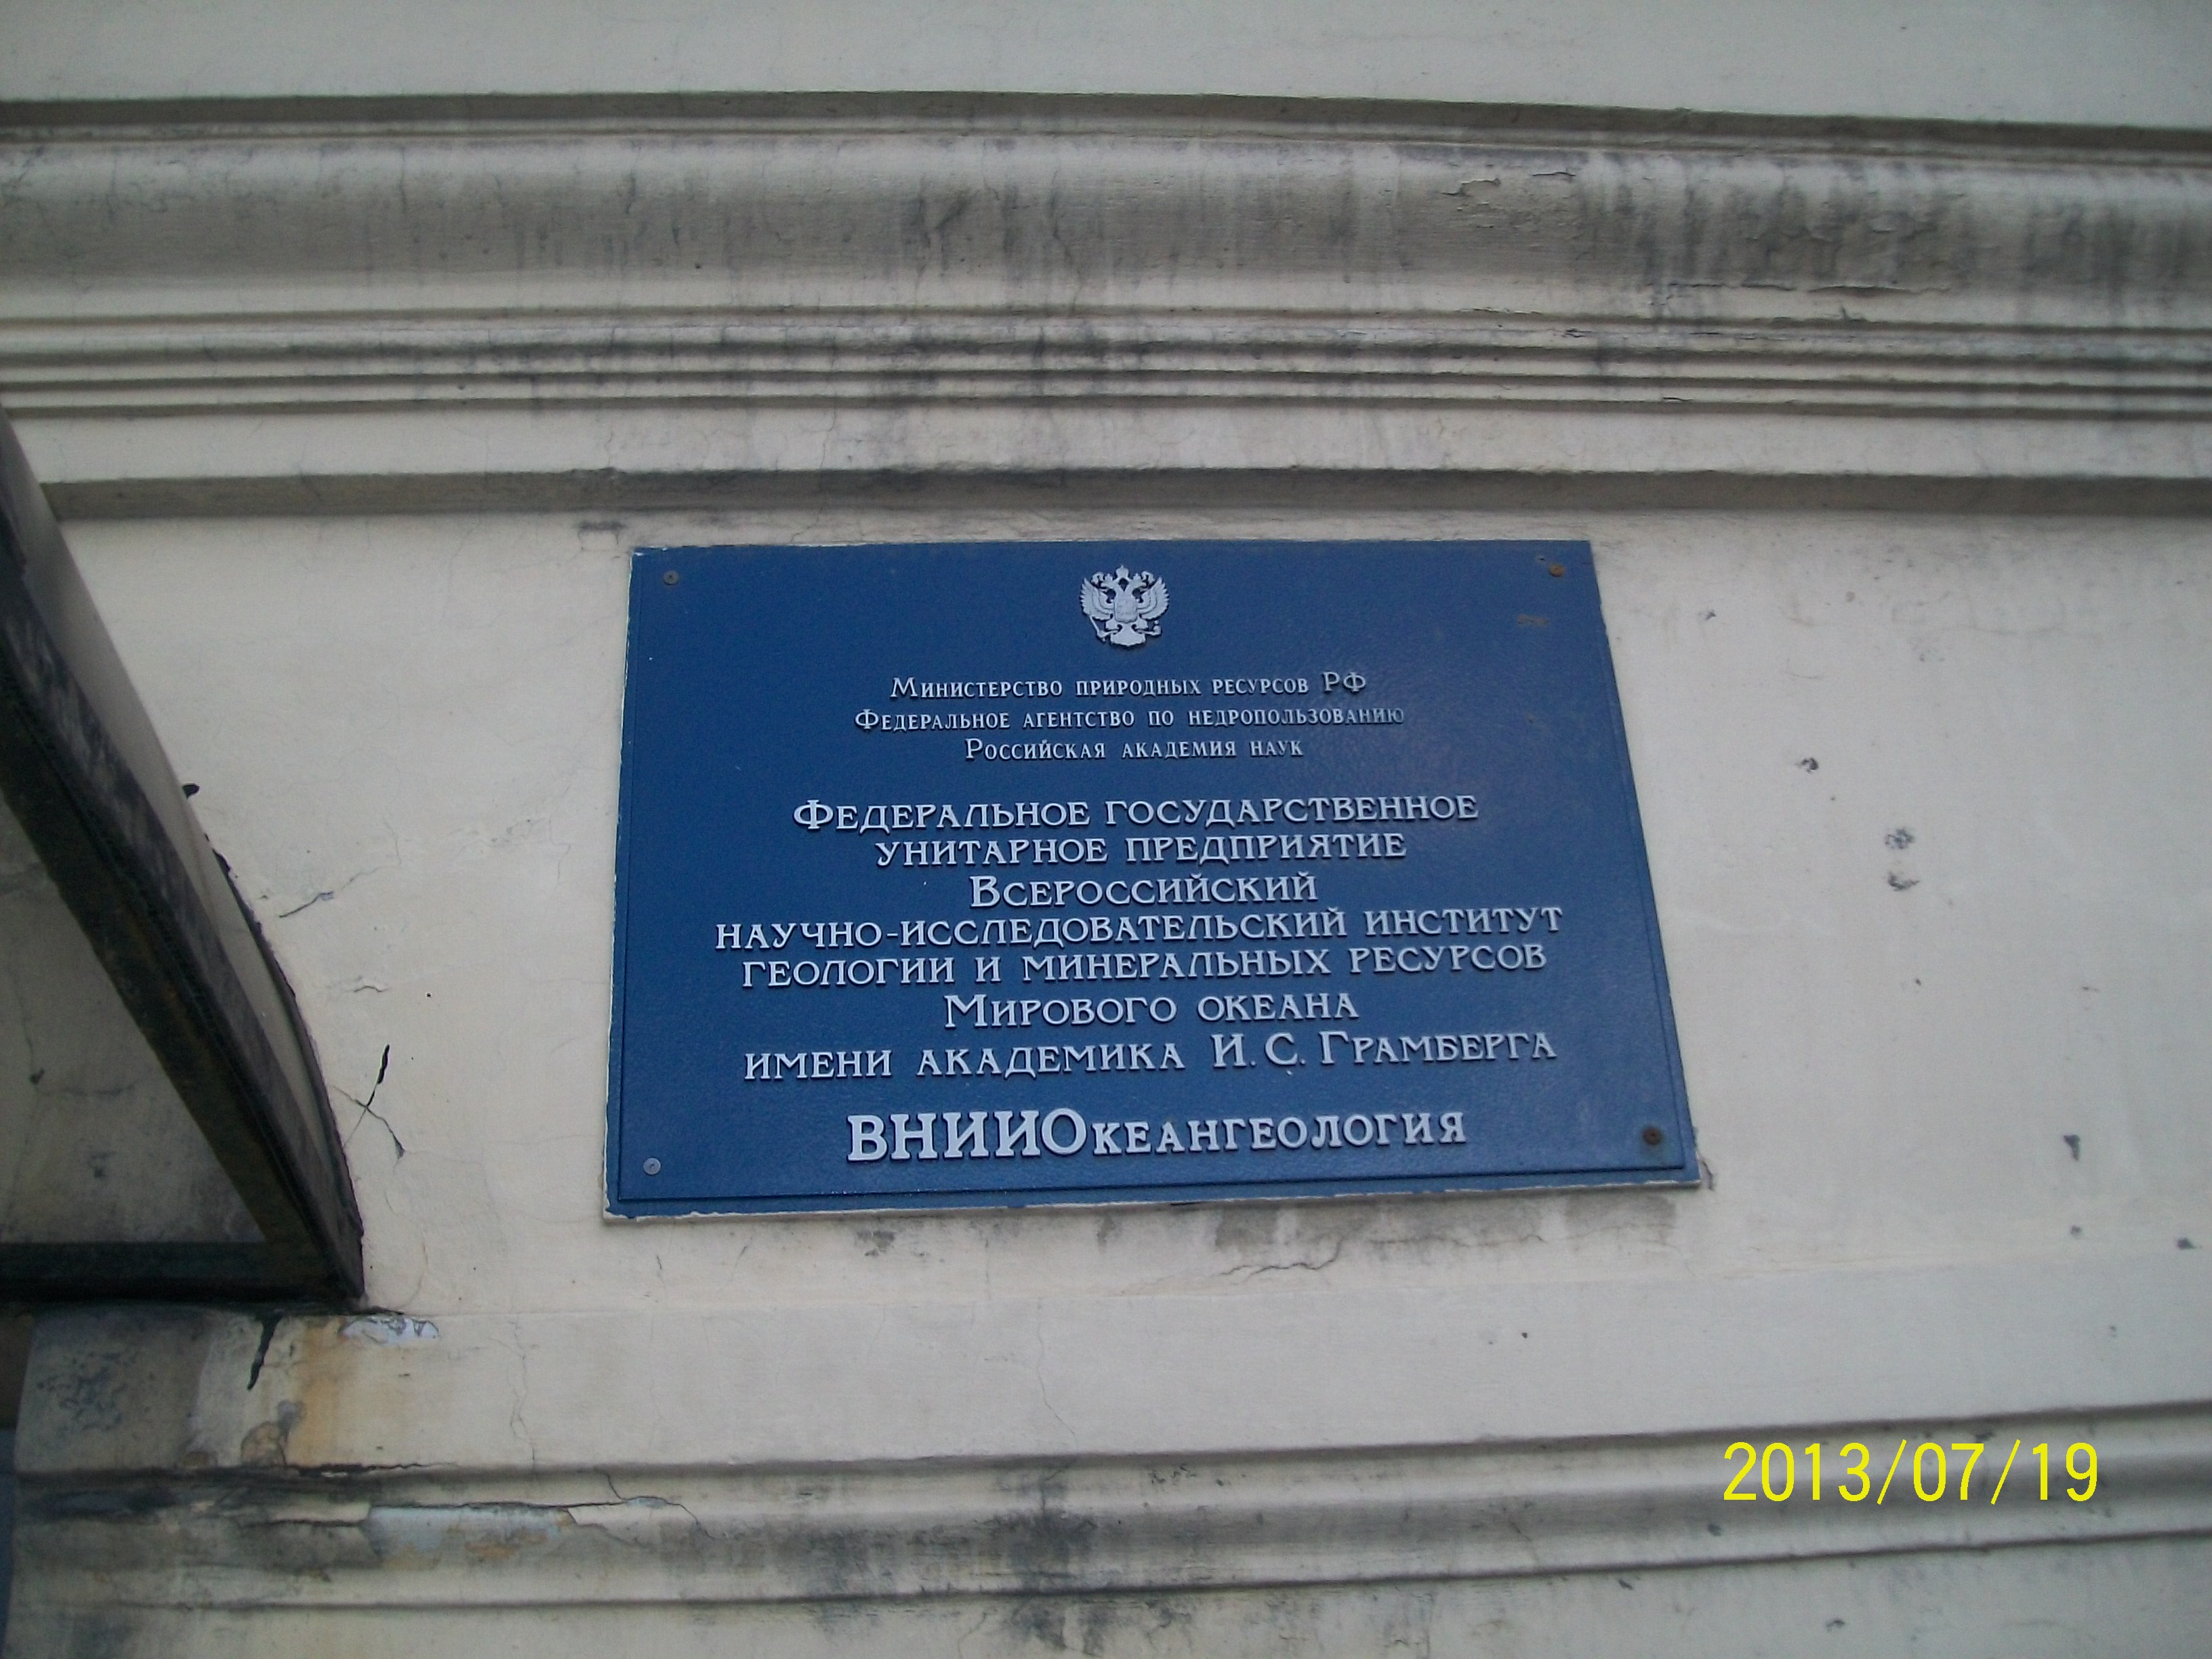 Министерство природных ресурсов РФ
Федеральное агентство по недропользованию
Российская академия наук
Федеральное государственное
унитарное предприятие
Всероссийский
научно-исследовательский институт
геологии и минеральных ресурсов
Мирового океана
имени академика И. С. Грамберга
ВНИИОкеангеология
2013/07/19